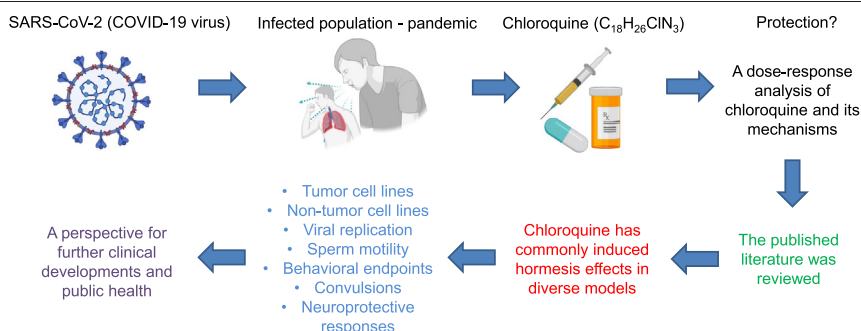 SARS-CoV-2 (COVID-19 virus)
Infected population - pandemic
Chloroquine (C18H26ClN3)
Protection?
A dose-response
analysis of
chloroquine and its
mechanisms
The published
literature was
reviewed
Chloroquine has
commonly induced
hormesis effects in
diverse models
• Tumor cell lines
• Non-tumor cell lines
• Viral replication
• Sperm motility
• Behavioral endpoints
• Convulsions
• Neuroprotective
responses
A perspective for
further clinical
developments and
public health